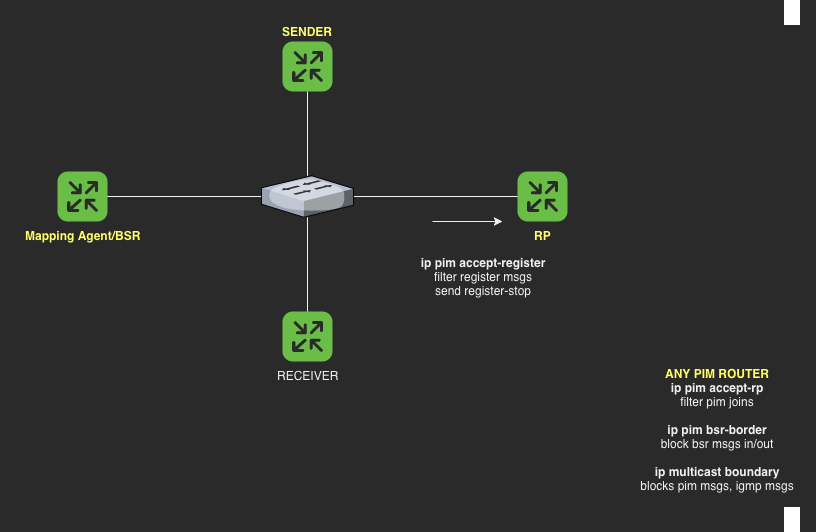 SENDER
Mapping Agent/BSR
RP
ip pim accept-register
filter register msgs
send register-stop
RECEIVER
ANY PIM ROUTER
ip pim accept-rp
filter pim joins
ip pim bsr-border
block bsr msgs in/out
ip multicast boundary
blocks pim msgs, igmp msgs